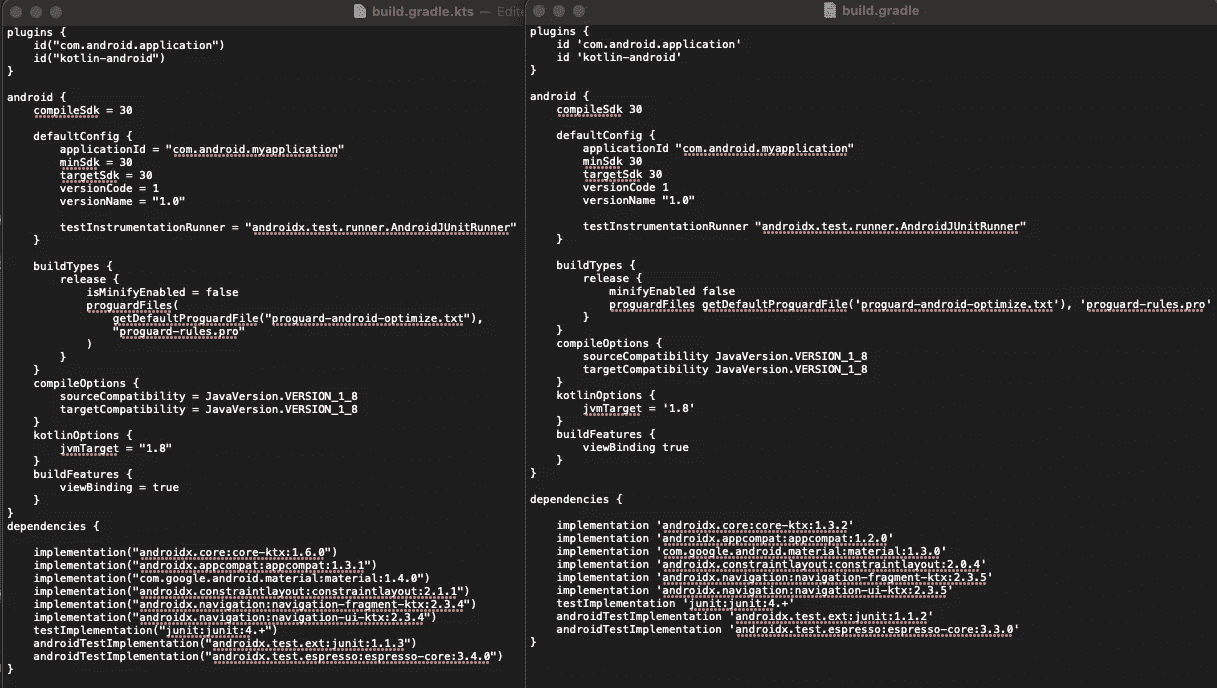 build.gradle.kts — Edite
plugins {
    id("com.android.application")
    id("kotlin-android")
}
android {
    compileSdk = 30
    defaultConfig {
        applicationId = "com.android.myapplication"
        minSdk = 30
        targetSdk = 30
        versionCode = 1
        versionName = "1.0"
        testInstrumentationRunner = "androidx.test.runner.AndroidJUnitRunner"
    }
    buildTypes {
        release {
            isMinifyEnabled = false
            proguardFiles(
                getDefaultProguardFile("proguard-android-optimize.txt"),
                "proguard-rules.pro"
            )
        }
    }
    compileOptions {
        sourceCompatibility = JavaVersion.VERSION_1_8
        targetCompatibility = JavaVersion.VERSION_1_8
    }
    kotlinOptions {
        jvmTarget = "1.8"
    }
    buildFeatures {
        viewBinding = true
    }
}
dependencies {
    implementation("androidx.core:core-ktx:1.6.0")
    implementation("androidx.appcompat:appcompat:1.3.1")
    implementation("com.google.android.material:material:1.4.0")
    implementation("androidx.constraintlayout:constraintlayout:2.1.1")
    implementation("androidx.navigation:navigation-fragment-ktx:2.3.4")
    implementation("androidx.navigation:navigation-ui-ktx:2.3.4")
    testImplementation("junit:junit:4.+")
    androidTestImplementation("androidx.test.ext:junit:1.1.3")
    androidTestImplementation("androidx.test.espresso:espresso-core:3.4.0")
}
build.gradle
plugins {
    id 'com.android.application'
    id 'kotlin-android'
}
android {
    compileSdk 30
    defaultConfig {
        applicationId "com.android.myapplication"
        minSdk 30
        targetSdk 30
        versionCode 1
        versionName "1.0"
        testInstrumentationRunner "androidx.test.runner.AndroidJUnitRunner"
    }
    buildTypes {
        release {
            minifyEnabled false
            proguardFiles getDefaultProguardFile('proguard-android-optimize.txt'), 'proguard-rules.pro'
        }
    }
    compileOptions {
        sourceCompatibility JavaVersion.VERSION_1_8
        targetCompatibility JavaVersion.VERSION_1_8
    }
    kotlinOptions {
        jvmTarget = '1.8'
    }
    buildFeatures {
        viewBinding true
    }
}
dependencies {
    implementation 'androidx.core:core-ktx:1.3.2'
    implementation 'androidx.appcompat:appcompat:1.2.0'
    implementation 'com.google.android.material:material:1.3.0'
    implementation 'androidx.constraintlayout:constraintlayout:2.0.4'
    implementation 'androidx.navigation:navigation-fragment-ktx:2.3.5'
    implementation 'androidx.navigation:navigation-ui-ktx:2.3.5'
    testImplementation 'junit:junit:4.+'
    androidTestImplementation 'androidx.test.ext:junit:1.1.2'
    androidTestImplementation 'androidx.test.espresso:espresso-core:3.3.0'
}